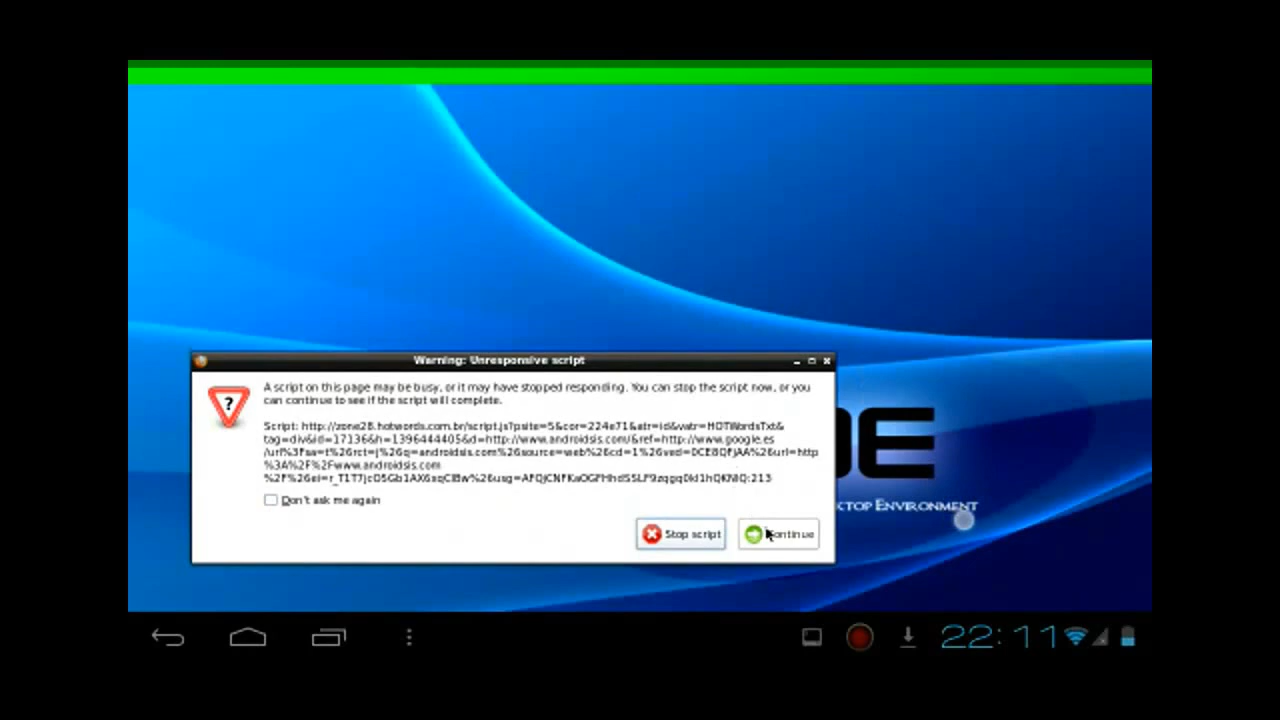 Warning: Unresponsive script
A script on this page may be busy, or it may have stopped responding. You can stop the script now, or you
can continue to see if the script will complete.
Script: http://zone28.hotwords.com.br/script.js?psite=5&cor=224e71&atr=id&vatr=HOTWordsTxt&
tag=div&id=17136&h=1396444405&d=http://www.androidsis.com/&ref=http://www.google.es
/url%3Fsa=t%26rct=j%26q=androidsis.com%26source=web%26cd=1%26ved=0CE8QFjAA%26url=http
%3A%2F%2Fwww.androidsis.com
Don't ask me again
Stop script
Continue
DE
KTOP ENVIRONMENT
22:11